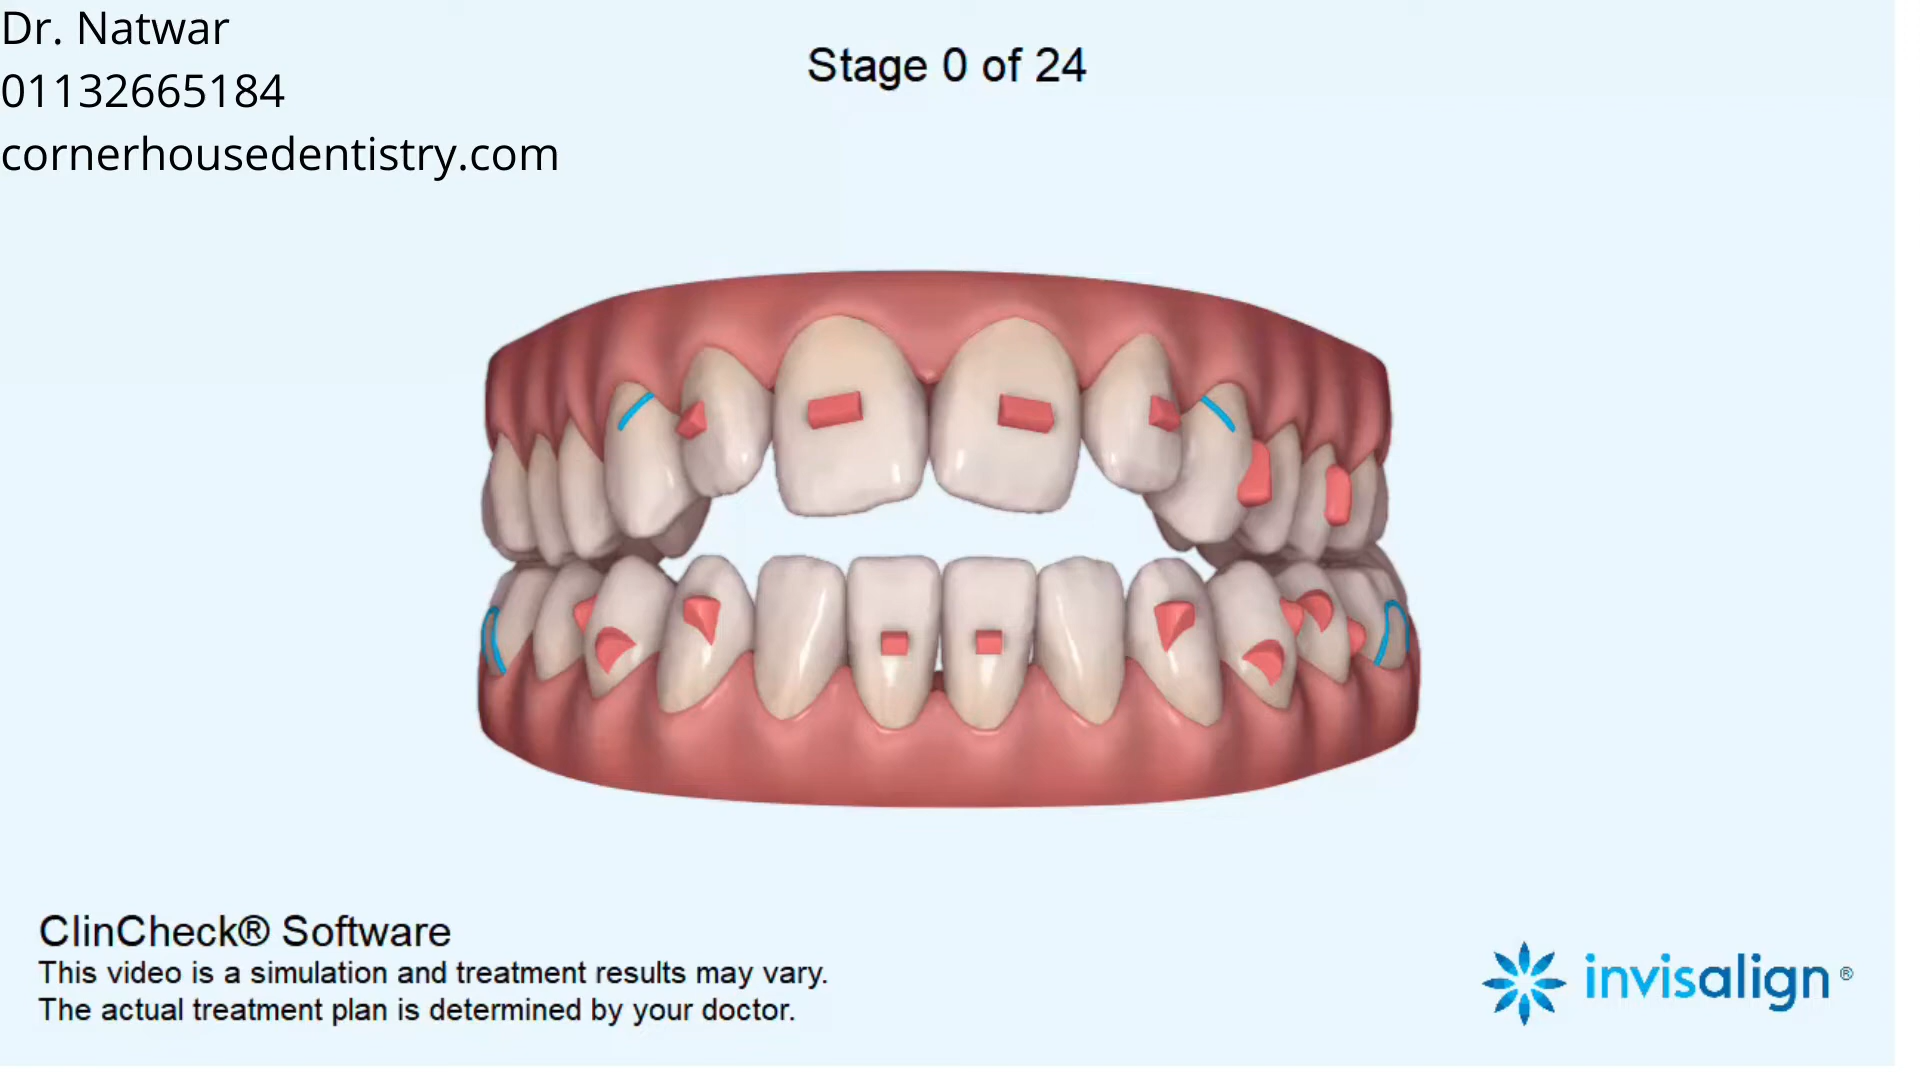 Dr. Natwar
01132665184
cornerhousedentistry.com
Stage 0 of 24
ClinCheck® Software
This video is a simulation and treatment results may vary.
The actual treatment plan is determined by your doctor.
invisalign®